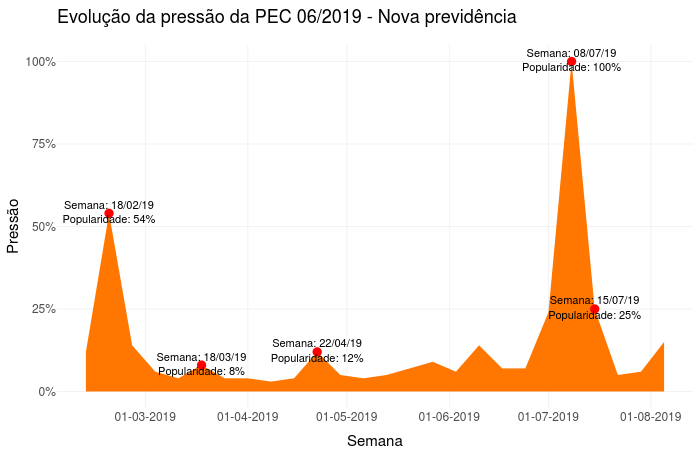 Evolução da pressão da PEC 06/2019 - Nova previdência
Semana: 08/07/19
Popularidade: 100%
Semana: 18/02/19
Popularidade: 54%
Semana: 15/07/19
Popularidade: 25%
Semana: 22/04/19
Popularidade: 12%
Semana: 18/03/19
Popularidade: 8%
Pressão
100%
75%
50%
25%
0%
01-03-2019
01-04-2019
01-05-2019
01-06-2019
01-07-2019
01-08-2019
Semana